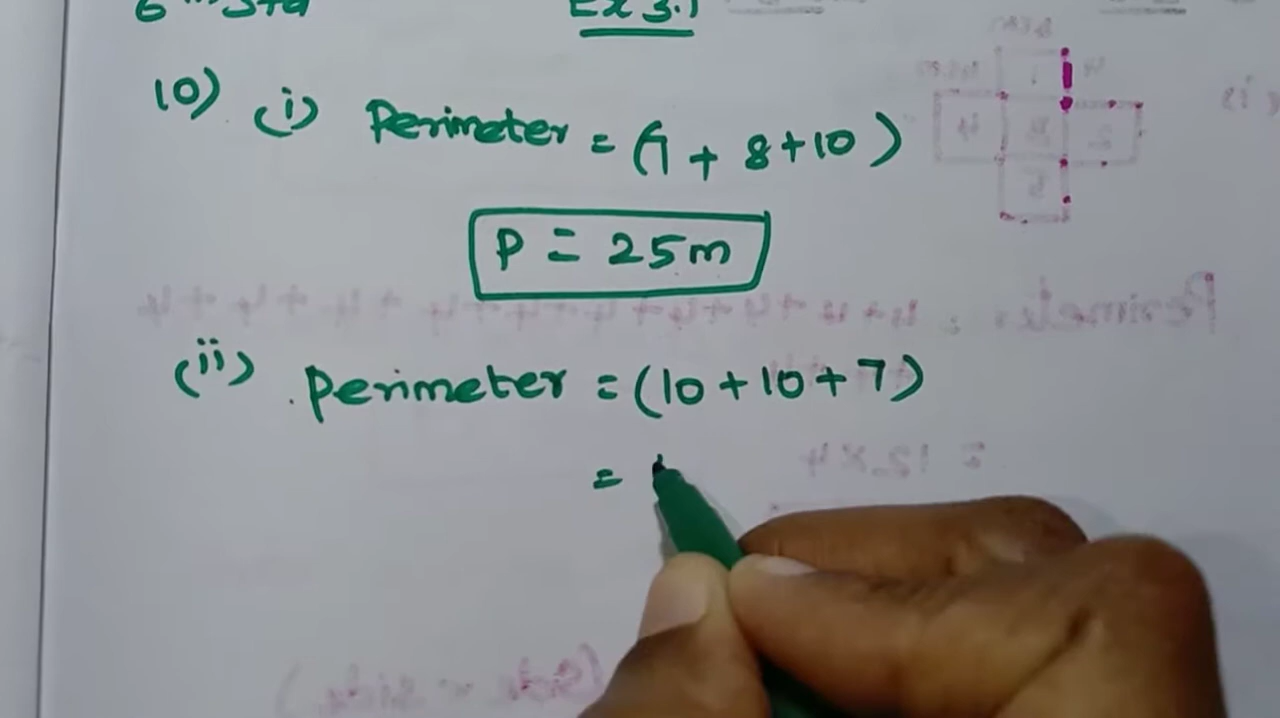 6th Std Ex 3.1
10) (i) Perimeter = (7 + 8 + 10)
P = 25m
(ii) Perimeter = (10 + 10 + 7)
=